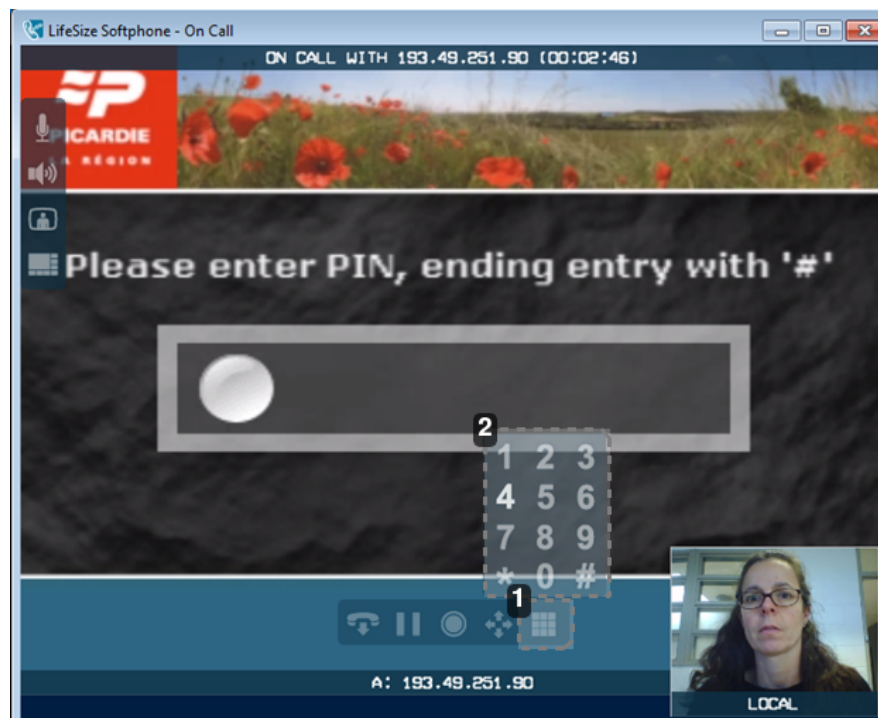 LifeSize Softphone - On Call
ON CALL WITH 193.49.251.90 (00:02:46)
PICARDIE
LA RÉGION
Please enter PIN, ending entry with '#'
2
1 2 3
4 5 6
7 8 9
* 0 #
1
A: 193.49.251.90
LOCAL